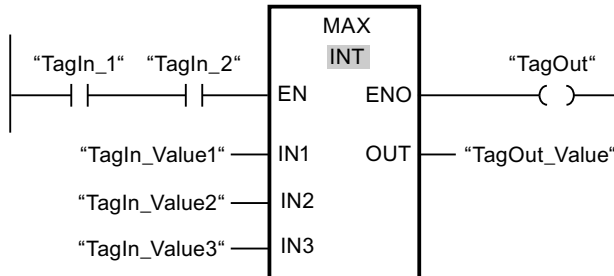 MAX
INT
“TagIn_1“ “TagIn_2“ “TagOut“
EN ENO
“TagIn_Value1“ IN1 OUT “TagOut_Value“
“TagIn_Value2“ IN2
“TagIn_Value3“ IN3